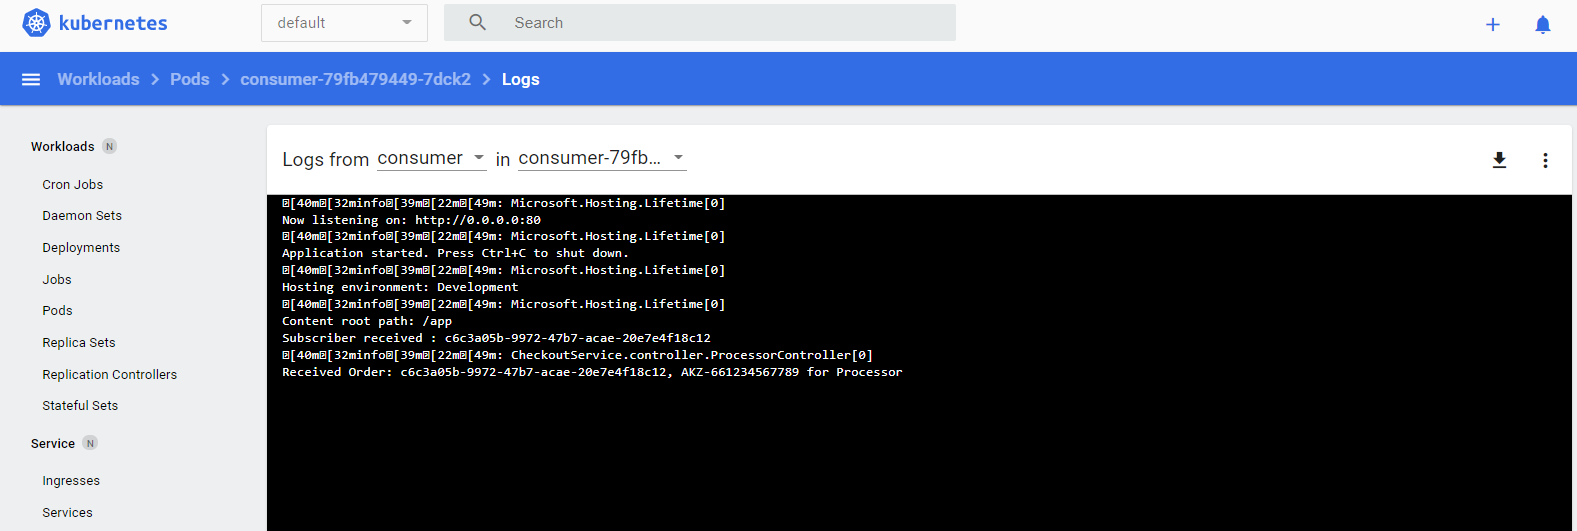 kubernetes
default
Search
Workloads > Pods > consumer-79fb479449-7dck2 > Logs
Workloads N
Cron Jobs
Daemon Sets
Deployments
Jobs
Pods
Replica Sets
Replication Controllers
Stateful Sets
Service N
Ingresses
Services
Logs from consumer in consumer-79fb...
[40m[32minfo[39m[22m[49m: Microsoft.Hosting.Lifetime[0]
Now listening on: http://0.0.0.0:80
[40m[32minfo[39m[22m[49m: Microsoft.Hosting.Lifetime[0]
Application started. Press Ctrl+C to shut down.
[40m[32minfo[39m[22m[49m: Microsoft.Hosting.Lifetime[0]
Hosting environment: Development
[40m[32minfo[39m[22m[49m: Microsoft.Hosting.Lifetime[0]
Content root path: /app
Subscriber received : c6c3a05b-9972-47b7-acae-20e7e4f18c12
[40m[32minfo[39m[22m[49m: CheckoutService.controller.ProcessorController[0]
Received Order: c6c3a05b-9972-47b7-acae-20e7e4f18c12, AKZ-661234567789 for Processor